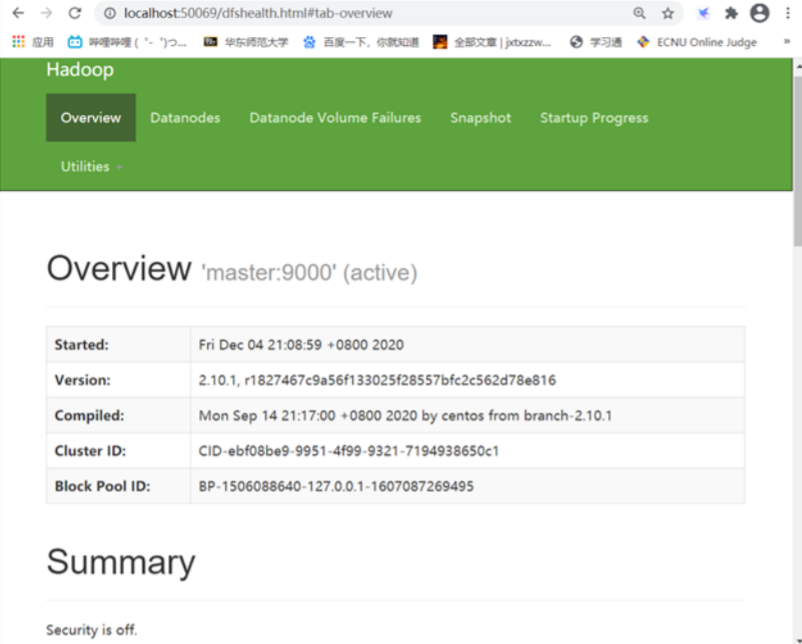 localhost:50069/dfshealth.html#tab-overview
应用 哔哩哔哩 ( ゜- ゜)つ... 华东师范大学 百度一下，你就知道 全部文章 | jxtxzzw... 学习通 ECNU Online Judge »
Hadoop
Overview Datanodes Datanode Volume Failures Snapshot Startup Progress
Utilities
Overview 'master:9000' (active)
Started: Fri Dec 04 21:08:59 +0800 2020
Version: 2.10.1, r1827467c9a56f133025f28557bfc2c562d78e816
Compiled: Mon Sep 14 21:17:00 +0800 2020 by centos from branch-2.10.1
Cluster ID: CID-ebf08be9-9951-4f99-9321-7194938650c1
Block Pool ID: BP-1506088640-127.0.0.1-1607087269495
Summary
Security is off.